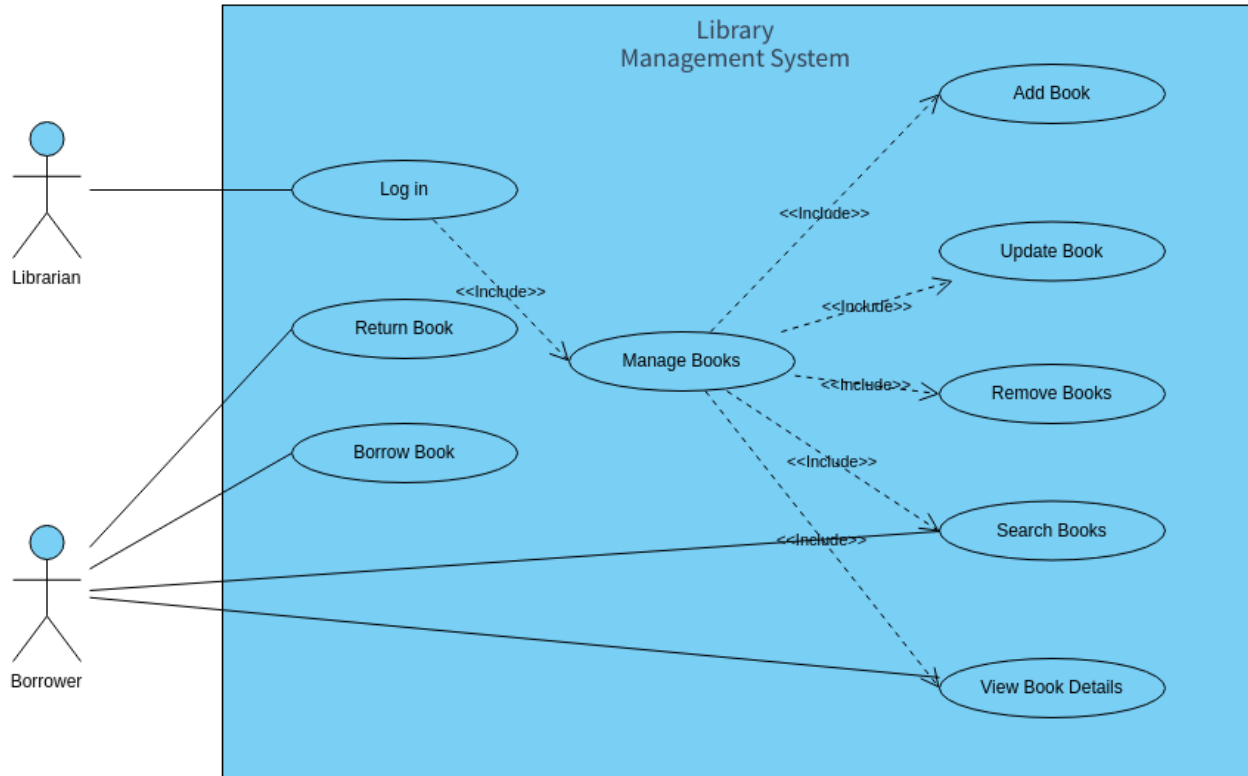 Library
Management System
Add Book
Log in
<<Include>>
Librarian
Update Book
<<Include>>
<<Include>>
Return Book
Manage Books
<<Include>>
Remove Books
Borrow Book
<<Include>>
Search Books
<<Include>>
Borrower
View Book Details